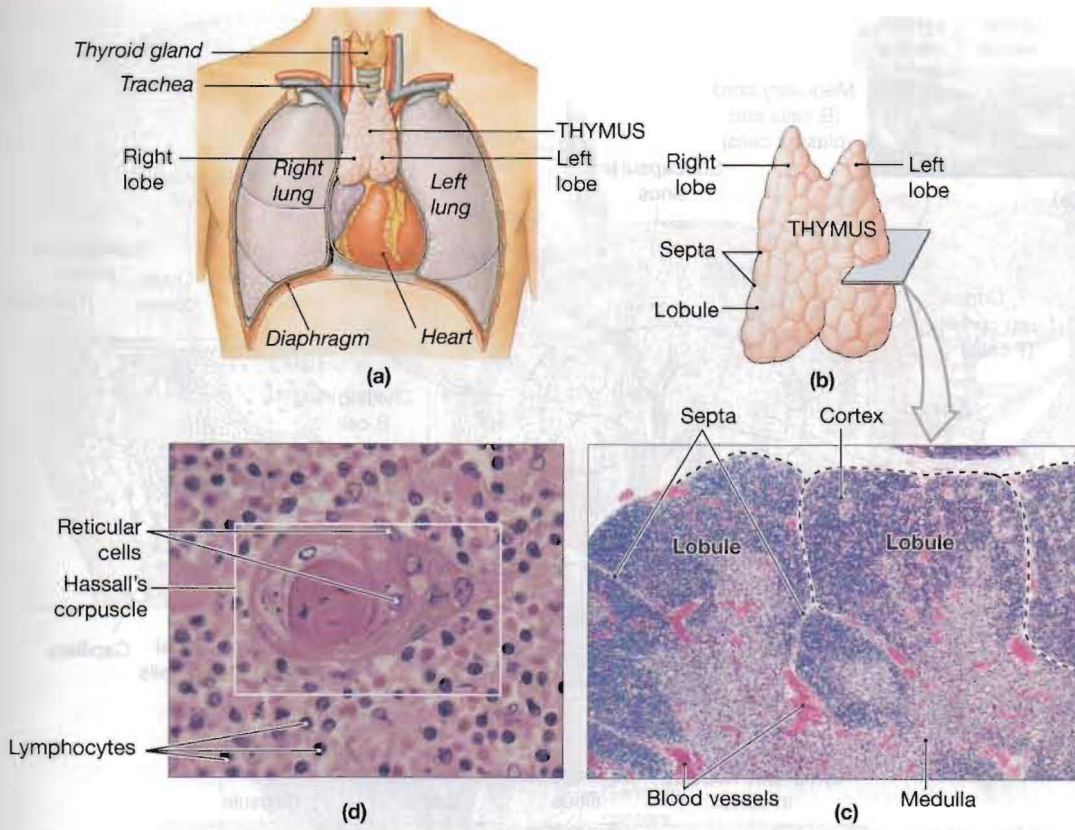 Thyroid gland
Trachea
THYMUS
Right
lobe
Right
lung
Left
lung
Left
lobe
Diaphragm
Heart
(a)
Right
lobe
Left
lobe
THYMUS
Septa
Lobule
(b)
Septa
Cortex
Lobule
Lobule
Blood vessels
Medulla
(c)
Reticular
cells
Hassall's
corpuscle
Lymphocytes
(d)